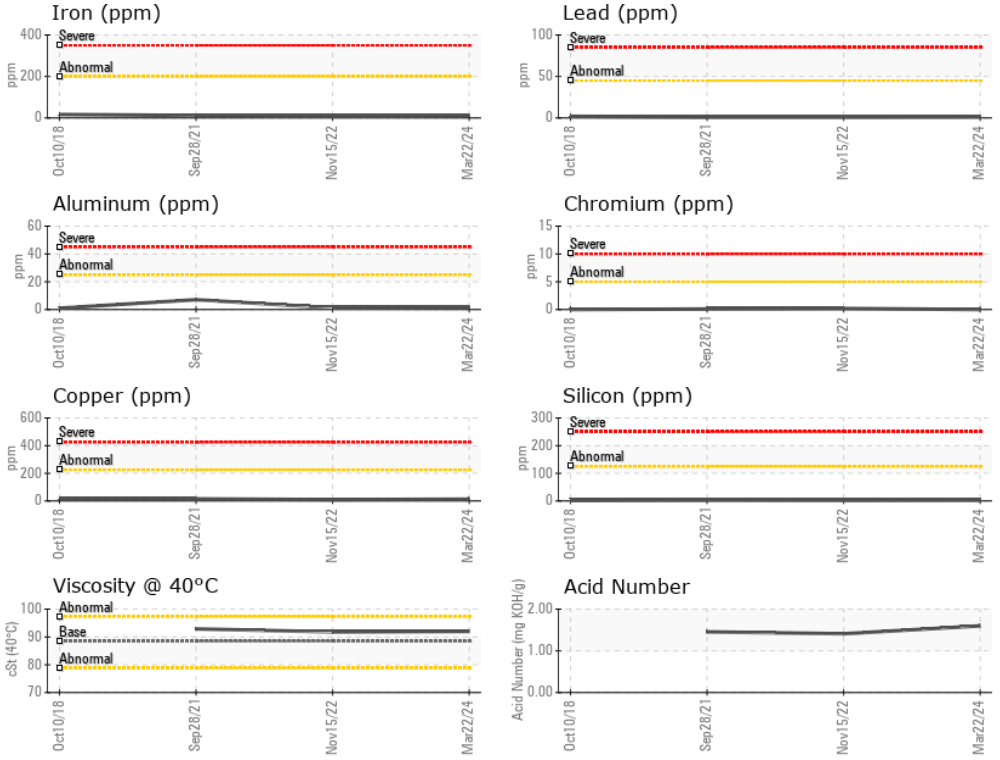 Iron (ppm)
400
200
0
ppm
Severe
Abnormal
Oct10/18
Sep28/21
Nov15/22
Mar22/24
Lead (ppm)
100
50
0
ppm
Severe
Abnormal
Oct10/18
Sep28/21
Nov15/22
Mar22/24
Aluminum (ppm)
60
40
20
0
ppm
Severe
Abnormal
Oct10/18
Sep28/21
Nov15/22
Mar22/24
Chromium (ppm)
15
10
5
0
ppm
Severe
Abnormal
Oct10/18
Sep28/21
Nov15/22
Mar22/24
Copper (ppm)
600
400
200
0
ppm
Severe
Abnormal
Oct10/18
Sep28/21
Nov15/22
Mar22/24
Silicon (ppm)
300
200
100
0
ppm
Severe
Abnormal
Oct10/18
Sep28/21
Nov15/22
Mar22/24
Viscosity @ 40°C
100
90
80
70
cSt (40°C)
Abnormal
Base
Abnormal
Oct10/18
Sep28/21
Nov15/22
Mar22/24
Acid Number
2.00
1.00
0.00
Acid Number (mg KOH/g)
Oct10/18
Sep28/21
Nov15/22
Mar22/24